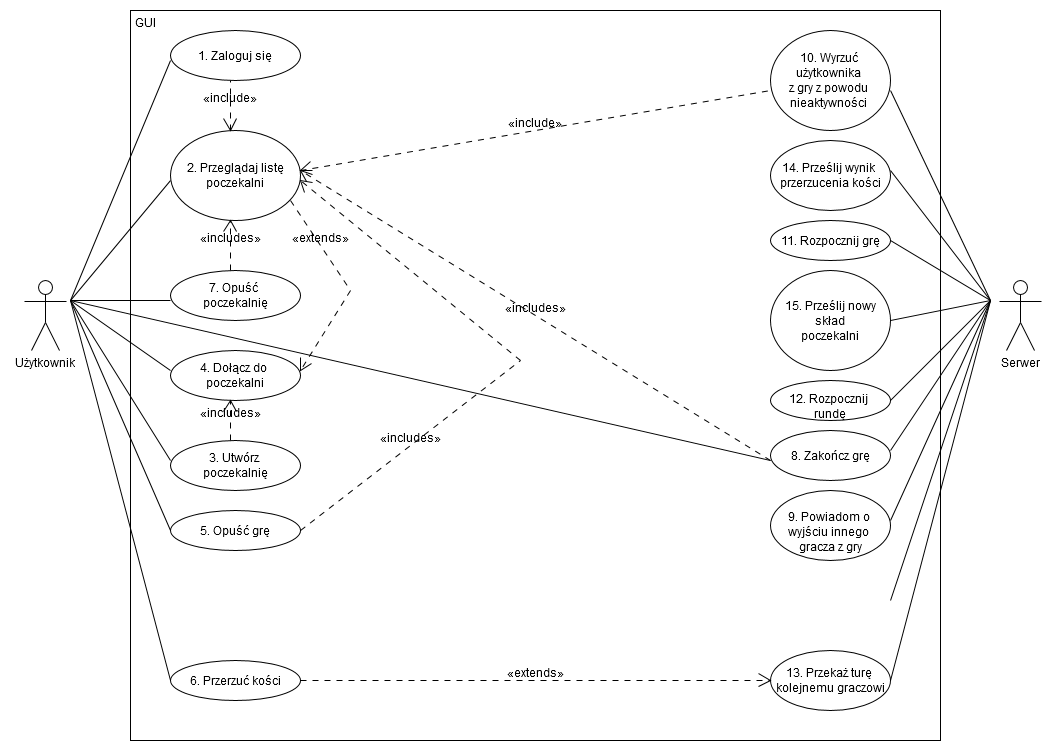 GUI
1. Zaloguj się
«include»
2. Przeglądaj listę
poczekalni
«includes»
«extends»
7. Opuść
poczekalnię
4. Dołącz do
poczekalni
«includes»
3. Utwórz
poczekalnię
5. Opuść grę
6. Przerzuć kości
Użytkownik
«include»
«includes»
«includes»
«extends»
10. Wyrzuć
użytkownika
z gry z powodu
nieaktywności
14. Prześlij wynik
przerzucenia kości
11. Rozpocznij grę
15. Prześlij nowy
skład
poczekalni
12. Rozpocznij
rundę
8. Zakończ grę
9. Powiadom o
wyjściu innego
gracza z gry
13. Przekaż turę
kolejnemu graczowi
Serwer